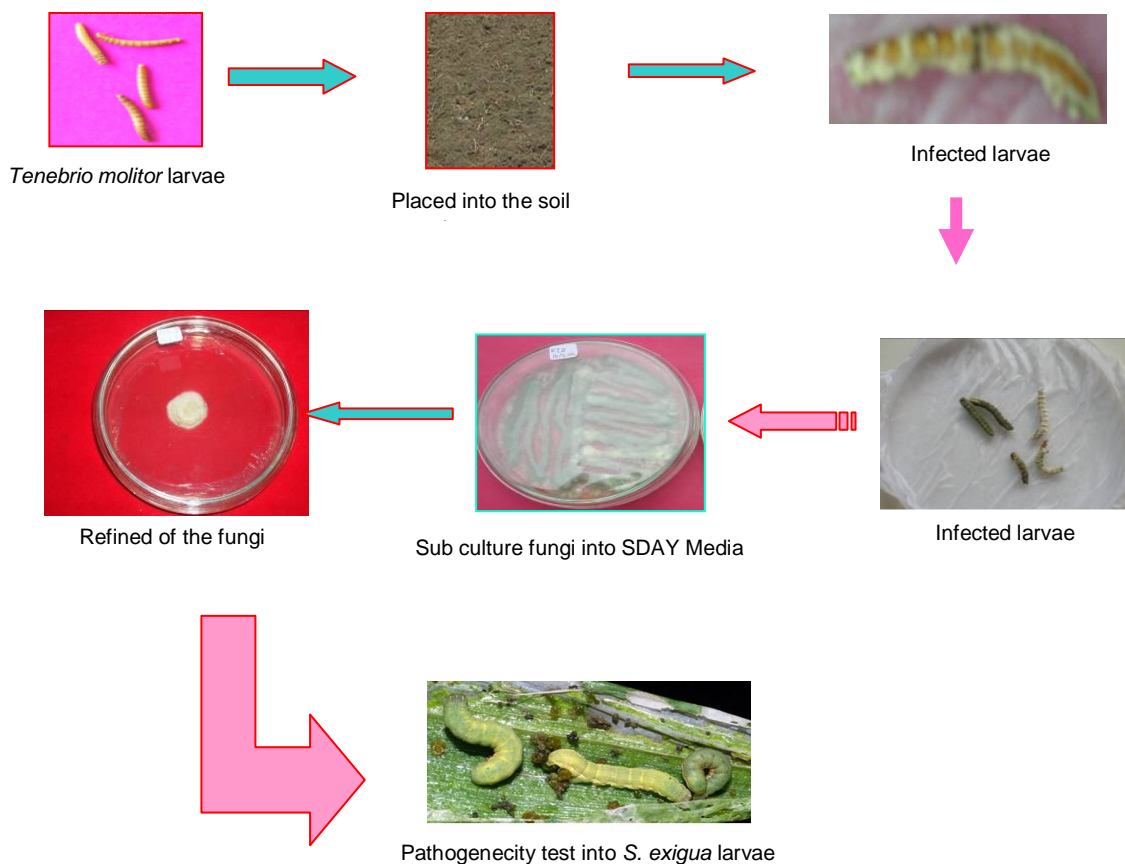 Tenebrio molitor larvae
Placed into the soil
Infected larvae
Refined of the fungi
Sub culture fungi into SDAY Media
Infected larvae
Pathogenecity test into S. exigua larvae